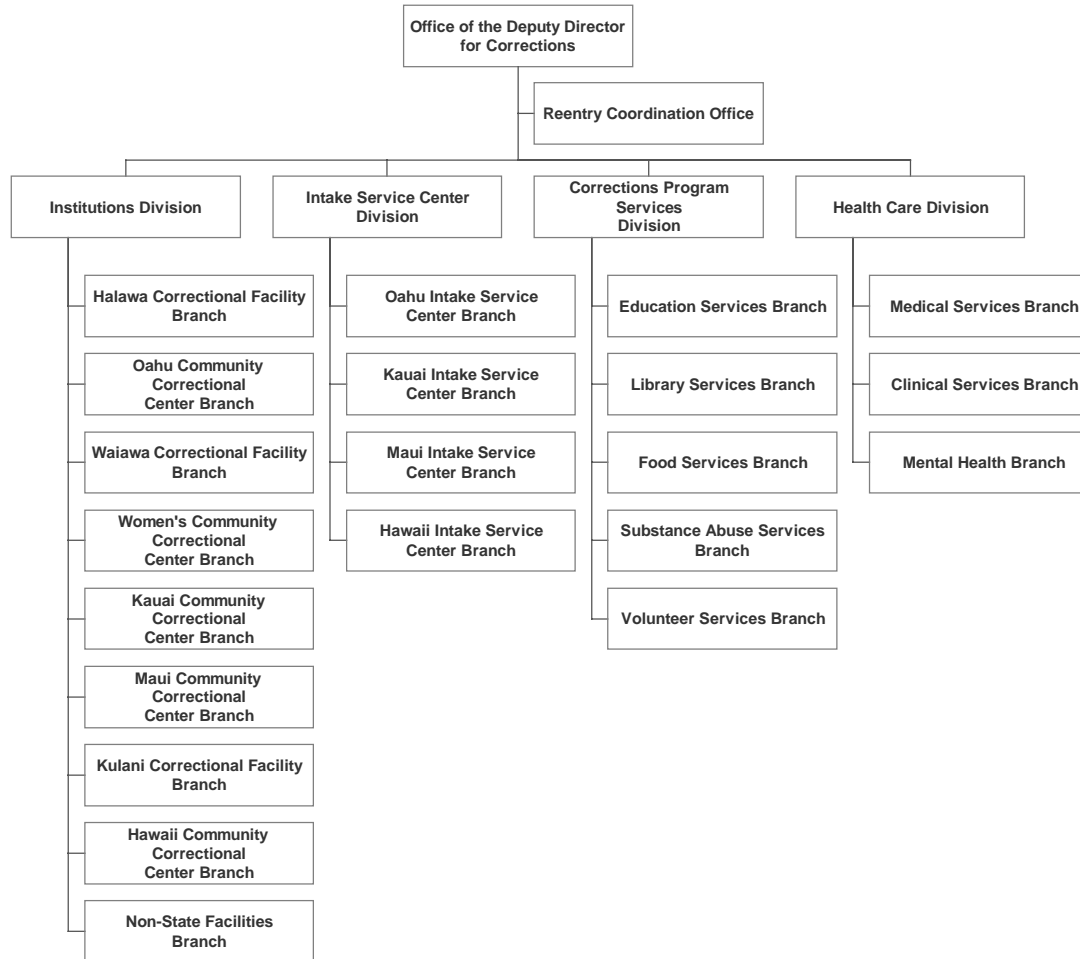 Office of the Deputy Director
for Corrections
Reentry Coordination Office
Institutions Division
Intake Service Center
Division
Corrections Program
Services
Division
Health Care Division
Halawa Correctional Facility
Branch
Oahu Community
Correctional
Center Branch
Waiawa Correctional Facility
Branch
Women's Community
Correctional
Center Branch
Kauai Community
Correctional
Center Branch
Maui Community
Correctional
Center Branch
Kulani Correctional Facility
Branch
Hawaii Community
Correctional
Center Branch
Non-State Facilities
Branch
Oahu Intake Service
Center Branch
Kauai Intake Service
Center Branch
Maui Intake Service
Center Branch
Hawaii Intake Service
Center Branch
Education Services Branch
Library Services Branch
Food Services Branch
Substance Abuse Services
Branch
Volunteer Services Branch
Medical Services Branch
Clinical Services Branch
Mental Health Branch